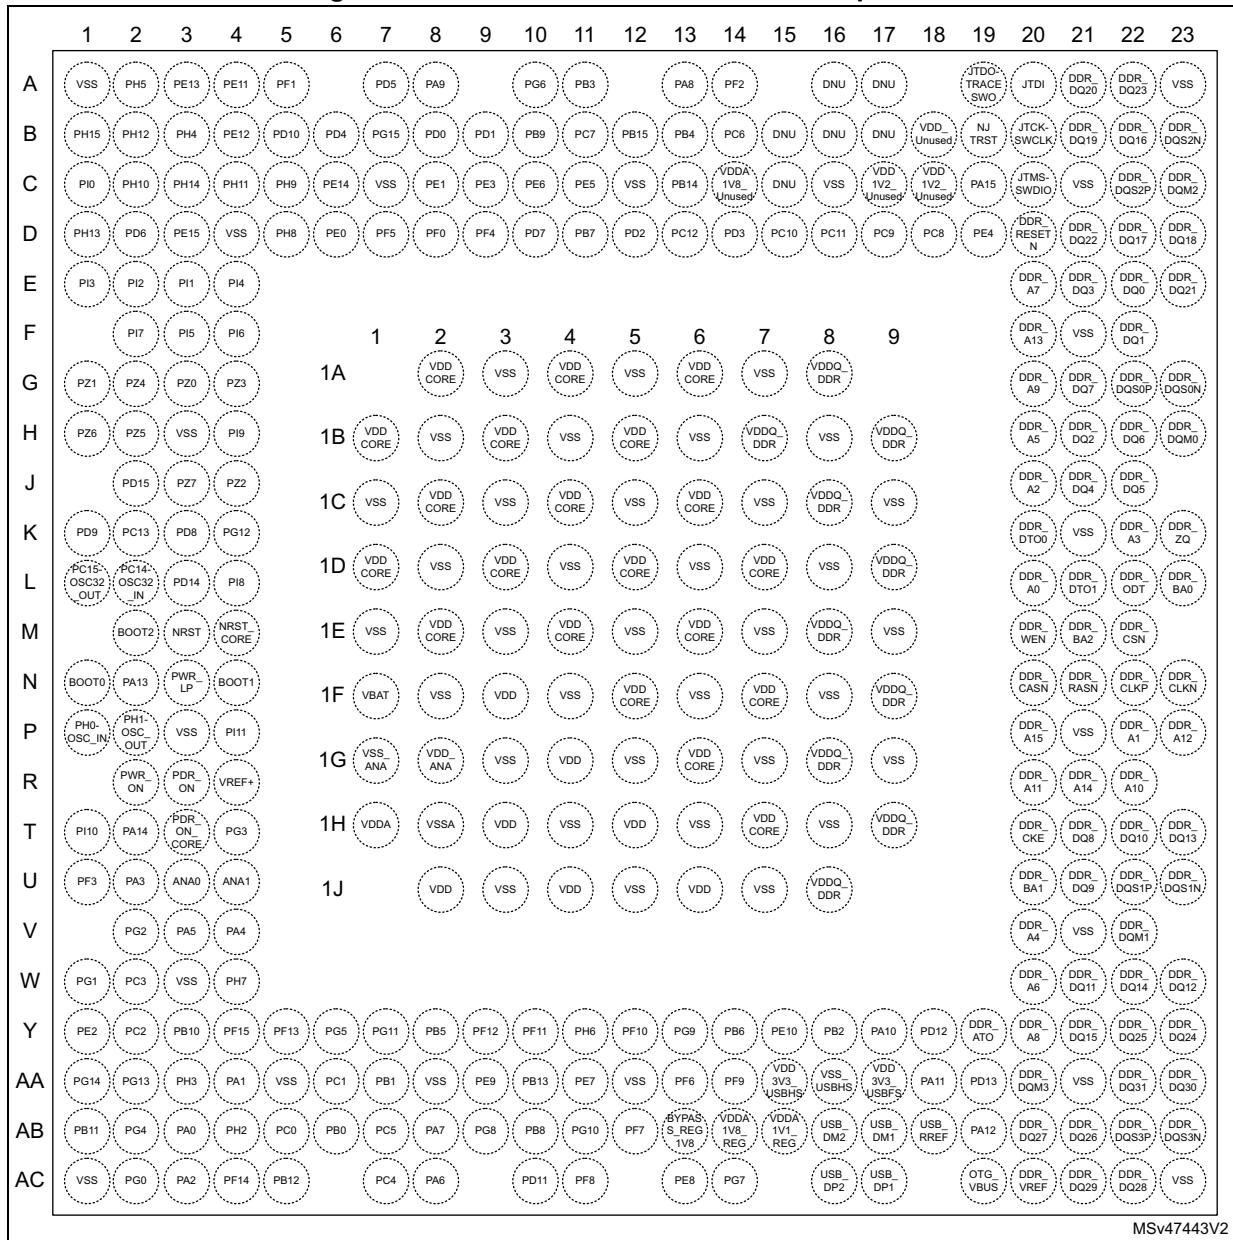 1 2 3 4 5 6 7 8 9 10 11 12 13 14 15 16 17 18 19 20 21 22 23
A VSS PH5 PE13 PE11 PF1 PD5 PA9 PG6 PB3 PA8 PF2 DNU DNU JTDO-TRACESWO JTDI DDR_DQ20 DDR_DQ23 VSS
B PH15 PH12 PH4 PE12 PD10 PD4 PG15 PD0 PD1 PB9 PC7 PB15 PB4 PC6 DNU DNU DNU VDD_Unused NJTRST JTCK-SWCLK DDR_DQ19 DDR_DQ16 DDR_DQS2N
C PI0 PH10 PH14 PH11 PH9 PE14 VSS PE1 PE3 PE6 PE5 VSS PB14 VDDA1V8_Unused DNU VSS VDD1V2_Unused VDD1V2_Unused PA15 JTMS-SWDIO VSS DDR_DQS2P DDR_DQM2
D PH13 PD6 PE15 VSS PH8 PE0 PF5 PF0 PF4 PD7 PB7 PD2 PC12 PD3 PC10 PC11 PC9 PC8 PE4 DDR_RESETN DDR_DQ22 DDR_DQ17 DDR_DQ18
E PI3 PI2 PI1 PI4 DDR_A7 DDR_DQ3 DDR_DQ0 DDR_DQ21
F PI7 PI5 PI6 DDR_A13 VSS DDR_DQ1
1 2 3 4 5 6 7 8 9
1A VDDCORE VSS VDDCORE VSS VDDCORE VSS VDDQ_DDR
G PZ1 PZ4 PZ0 PZ3 DDR_A9 DDR_DQ7 DDR_DQS0P DDR_DQS0N
H PZ6 PZ5 VSS PI9 DDR_A5 DDR_DQ2 DDR_DQ6 DDR_DQM0
1B VDDCORE VSS VDDCORE VSS VDDCORE VSS VDDQ_DDR VSS VDDQ_DDR
J PD15 PZ7 PZ2 DDR_A2 DDR_DQ4 DDR_DQ5
1C VSS VDDCORE VSS VDDCORE VSS VDDCORE VSS VDDQ_DDR VSS
K PD9 PC13 PD8 PG12 DDR_DTO0 VSS DDR_A3 DDR_ZQ
1D VDDCORE VSS VDDCORE VSS VDDCORE VSS VDDCORE VSS VDDQ_DDR
L PC15-OSC32_OUT PC14-OSC32_IN PD14 PI8 DDR_A0 DDR_DTO1 DDR_ODT DDR_BA0
M BOOT2 NRST NRST_CORE DDR_WEN DDR_BA2 DDR_CSN
1E VSS VDDCORE VSS VDDCORE VSS VDDCORE VSS VDDQ_DDR VSS
N BOOT0 PA13 PWR_LP BOOT1 DDR_CASN DDR_RASN DDR_CLKP DDR_CLKN
1F VBAT VSS VDD VSS VDDCORE VSS VDDCORE VSS VDDQ_DDR
P PH0-OSC_IN PH1-OSC_OUT VSS PI11 DDR_A15 VSS DDR_A1 DDR_A12
1G VSS_ANA VDD_ANA VSS VDD VSS VDDCORE VSS VDDQ_DDR VSS
R PWR_ON PDR_ON VREF+ DDR_A11 DDR_A14 DDR_A10
1H VDDA VSSA VDD VSS VDD VSS VDDCORE VSS VDDQ_DDR
T PI10 PA14 PDR_ON_CORE PG3 DDR_CKE DDR_DQ8 DDR_DQ10 DDR_DQ13
U PF3 PA3 ANA0 ANA1 DDR_BA1 DDR_DQ9 DDR_DQS1P DDR_DQS1N
1J VDD VSS VDD VSS VDD VSS VDDQ_DDR
V PG2 PA5 PA4 DDR_A4 VSS DDR_DQM1
W PG1 PC3 VSS PH7 DDR_A6 DDR_DQ11 DDR_DQ14 DDR_DQ12
Y PE2 PC2 PB10 PF15 PF13 PG5 PG11 PB5 PF12 PF11 PH6 PF10 PG9 PB6 PE10 PB2 PA10 PD12 DDR_ATO DDR_A8 DDR_DQ15 DDR_DQ25 DDR_DQ24
AA PG14 PG13 PH3 PA1 VSS PC1 PB1 VSS PE9 PB13 PE7 VSS PF6 PF9 VDD3V3_USBHS VSS_USBHS VDD3V3_USBFS PA11 PD13 DDR_DQM3 VSS DDR_DQ31 DDR_DQ30
AB PB11 PG4 PA0 PH2 PC0 PB0 PC5 PA7 PG8 PB8 PG10 PF7 BYPASS_REG1V8 VDDA1V8_REG VDDA1V1_REG USB_DM2 USB_DM1 USB_RREF PA12 DDR_DQ27 DDR_DQ26 DDR_DQS3P DDR_DQS3N
AC VSS PG0 PA2 PF14 PB12 PC4 PA6 PD11 PF8 PE8 PG7 USB_DP2 USB_DP1 OTG_VBUS DDR_VREF DDR_DQ29 DDR_DQ28 VSS
MSv47443V2